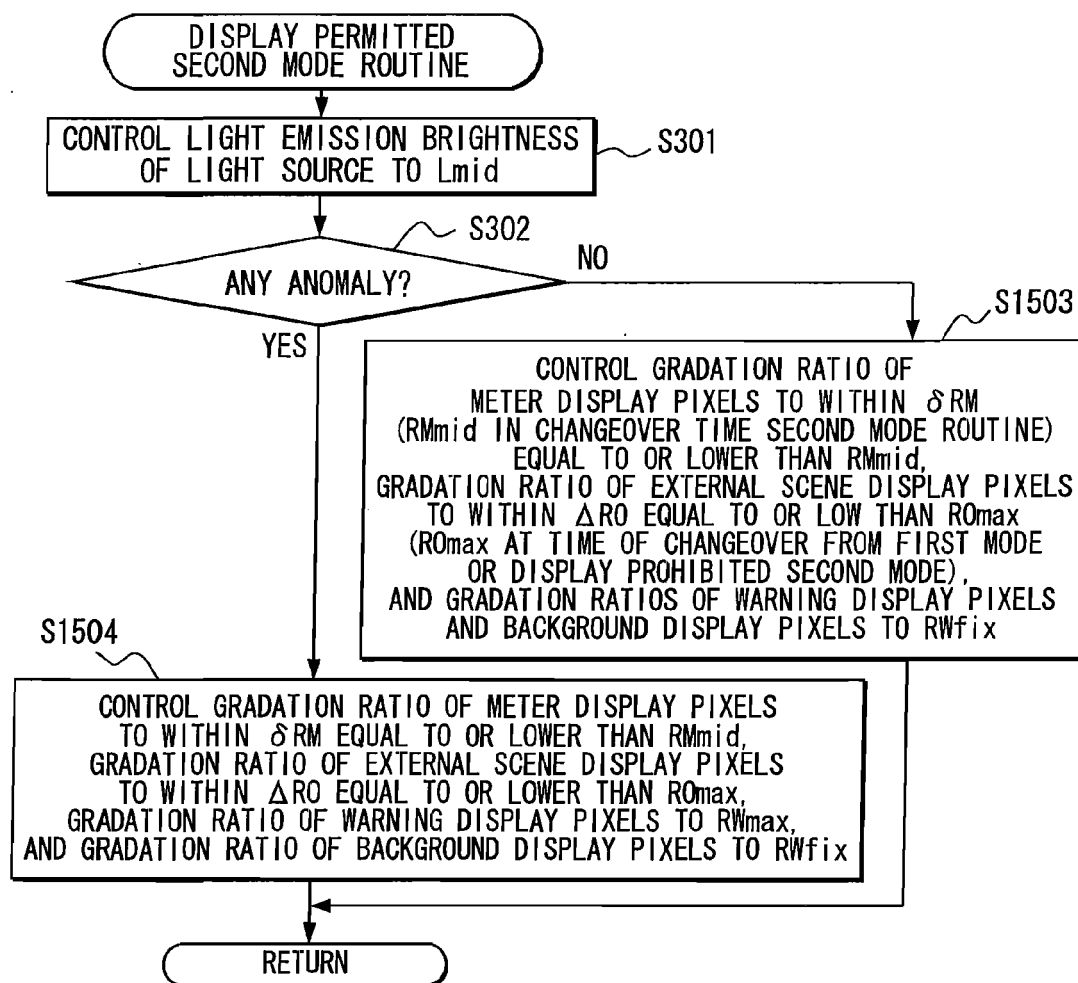 DISPLAY PERMITTED
SECOND MODE ROUTINE
CONTROL LIGHT EMISSION BRIGHTNESS
OF LIGHT SOURCE TO Lmid
S301
S302
ANY ANOMALY?
NO
YES
S1503
CONTROL GRADATION RATIO OF
METER DISPLAY PIXELS TO WITHIN δRM
(RMmid IN CHANGEOVER TIME SECOND MODE ROUTINE)
EQUAL TO OR LOWER THAN RMmid,
GRADATION RATIO OF EXTERNAL SCENE DISPLAY PIXELS
TO WITHIN ΔRO EQUAL TO OR LOW THAN ROmax
(ROmax AT TIME OF CHANGEOVER FROM FIRST MODE
OR DISPLAY PROHIBITED SECOND MODE),
AND GRADATION RATIOS OF WARNING DISPLAY PIXELS
AND BACKGROUND DISPLAY PIXELS TO RWfix
S1504
CONTROL GRADATION RATIO OF METER DISPLAY PIXELS
TO WITHIN δRM EQUAL TO OR LOWER THAN RMmid,
GRADATION RATIO OF EXTERNAL SCENE DISPLAY PIXELS
TO WITHIN ΔRO EQUAL TO OR LOWER THAN ROmax,
GRADATION RATIO OF WARNING DISPLAY PIXELS TO RWmax,
AND GRADATION RATIO OF BACKGROUND DISPLAY PIXELS TO RWfix
RETURN